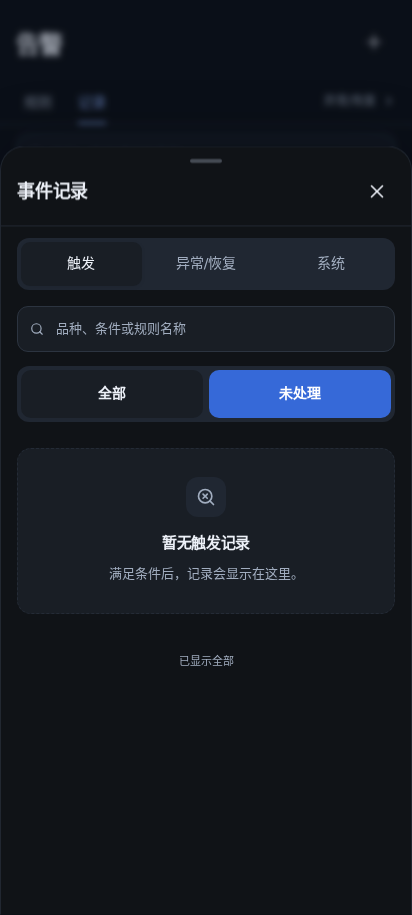 告警
记录
事件记录
触发
异常/恢复
系统
品种、条件或规则名称
全部
未处理
暂无触发记录
满足条件后，记录会显示在这里。
已显示全部